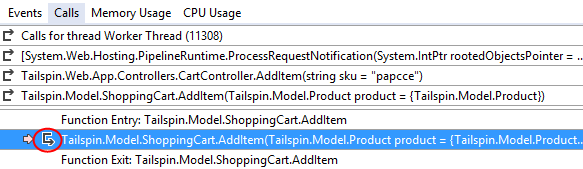 Events Calls Memory Usage CPU Usage
Calls for thread Worker Thread (11308)
[System.Web.Hosting.PipelineRuntime.ProcessRequestNotification(System.IntPtr rootedObjectsPointer = ...
Tailspin.Web.App.Controllers.CartController.AddItem(string sku = "papcce")
Tailspin.Model.ShoppingCart.AddItem(Tailspin.Model.Product product = {Tailspin.Model.Product})
Function Entry: Tailspin.Model.ShoppingCart.AddItem
Tailspin.Model.ShoppingCart.AddItem(Tailspin.Model.Product product = {Tailspin.Model.Product...
Function Exit: Tailspin.Model.ShoppingCart.AddItem